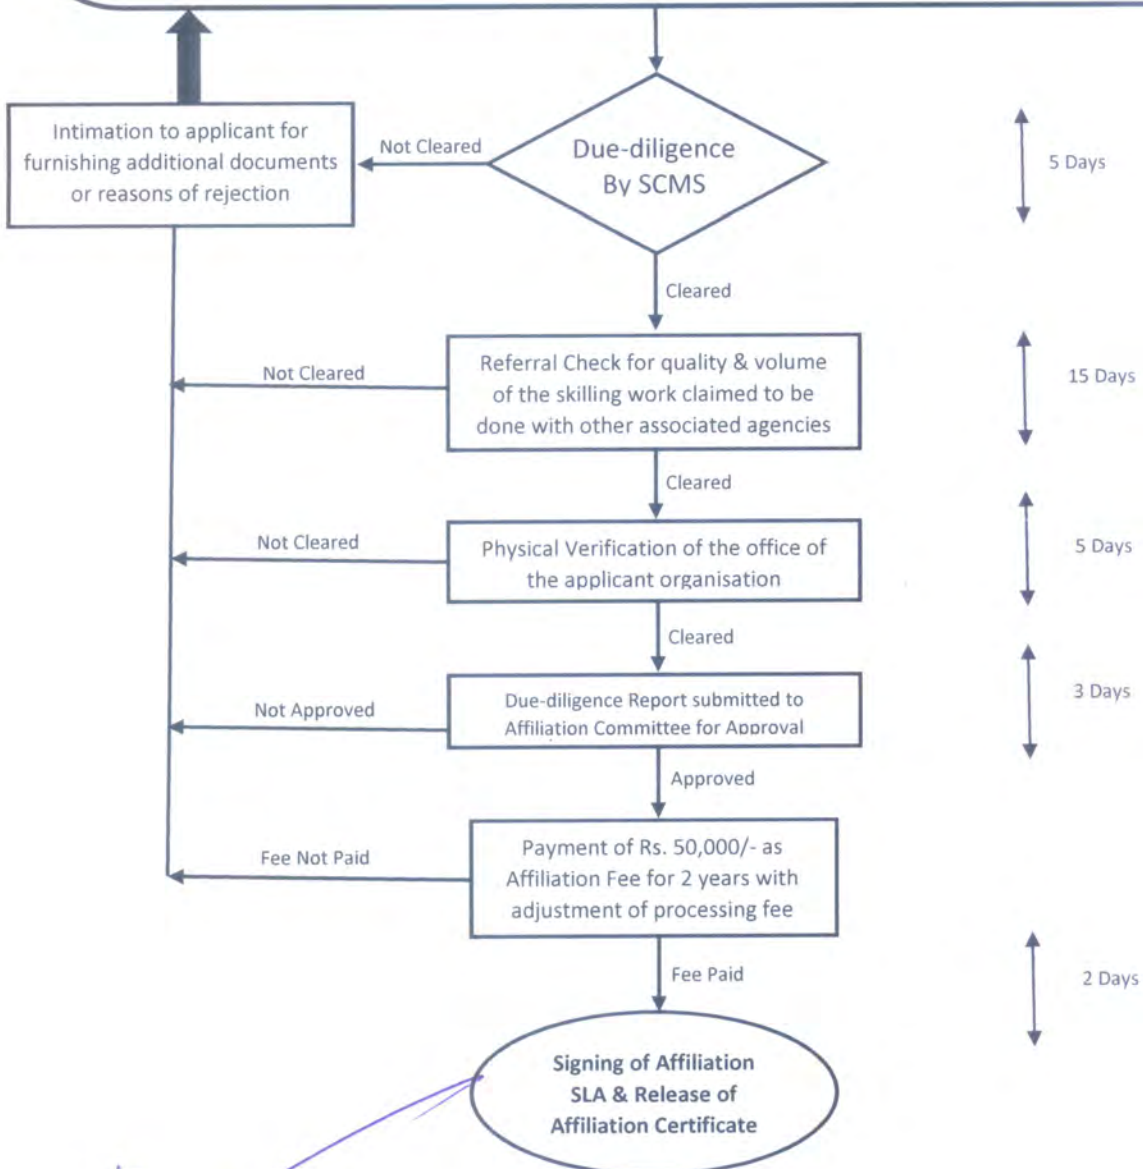 Intimation to applicant for
furnishing additional documents
or reasons of rejection
Not Cleared
Due-diligence
By SCMS
5 Days
Cleared
Not Cleared
Referral Check for quality & volume
of the skilling work claimed to be
done with other associated agencies
15 Days
Cleared
Not Cleared
Physical Verification of the office of
the applicant organisation
5 Days
Cleared
Not Approved
Due-diligence Report submitted to
Affiliation Committee for Approval
3 Days
Approved
Fee Not Paid
Payment of Rs. 50,000/- as
Affiliation Fee for 2 years with
adjustment of processing fee
Fee Paid
2 Days
Signing of Affiliation
SLA & Release of
Affiliation Certificate